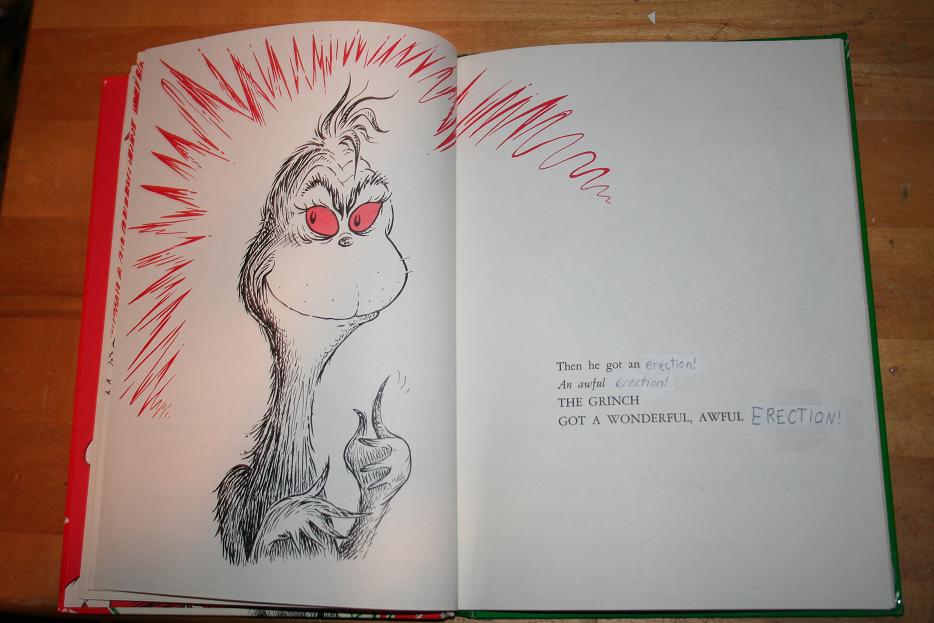 Then he got an erection!
An awful erection!
THE GRINCH
GOT A WONDERFUL, AWFUL ERECTION!